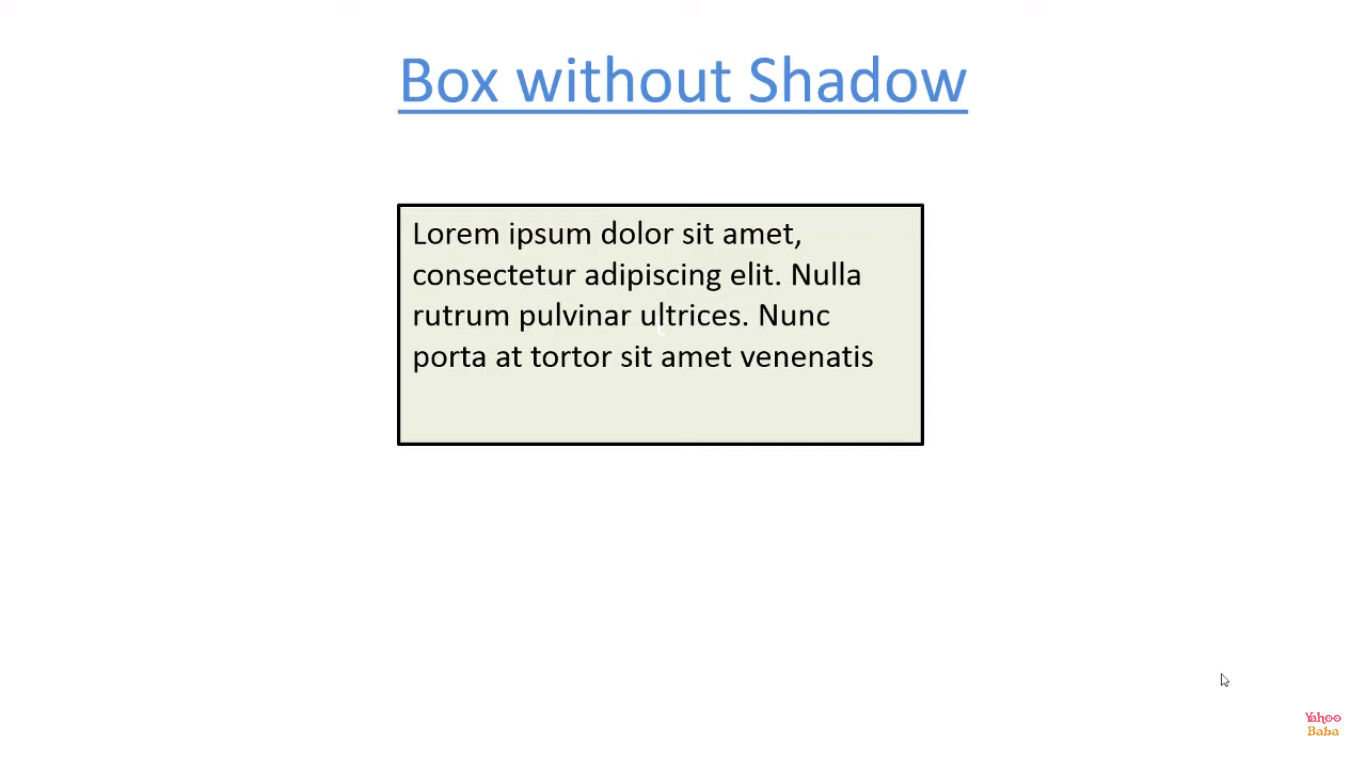 Box without Shadow
Lorem ipsum dolor sit amet,
consectetur adipiscing elit. Nulla
rutrum pulvinar ultrices. Nunc
porta at tortor sit amet venenatis
Yahoo
Baba